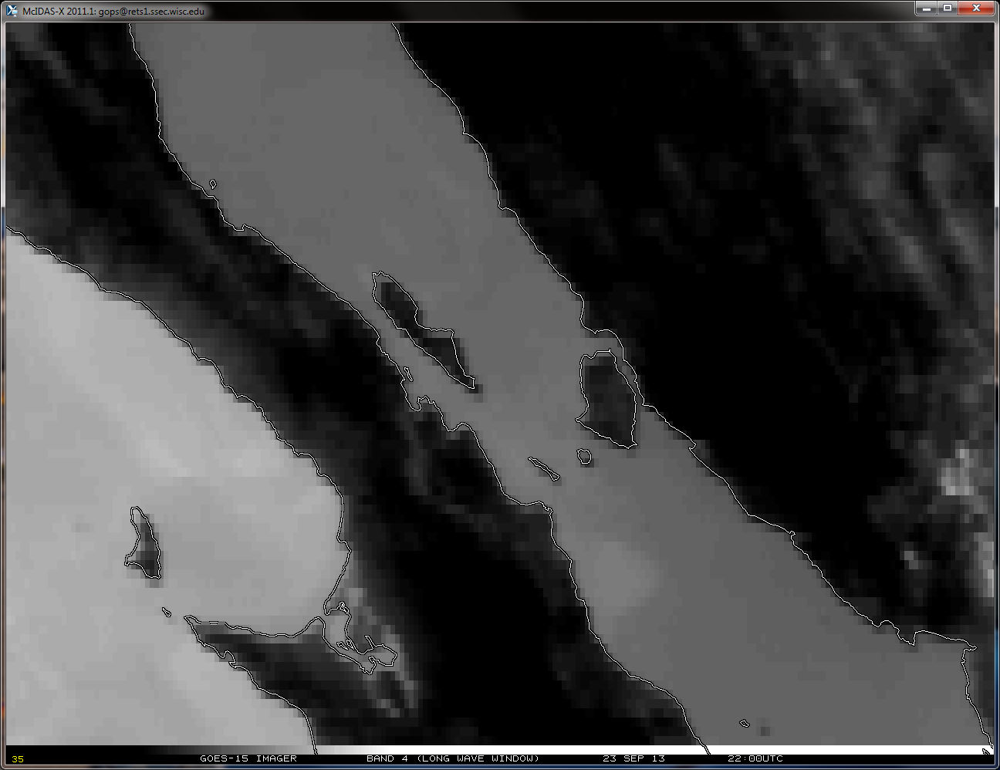 McIDAS-X 2011.1: gops@rets1.ssec.wisc.edu
35 GOES-15 IMAGER BAND 4 (LONG WAVE WINDOW) 23 SEP 13 22:00UTC